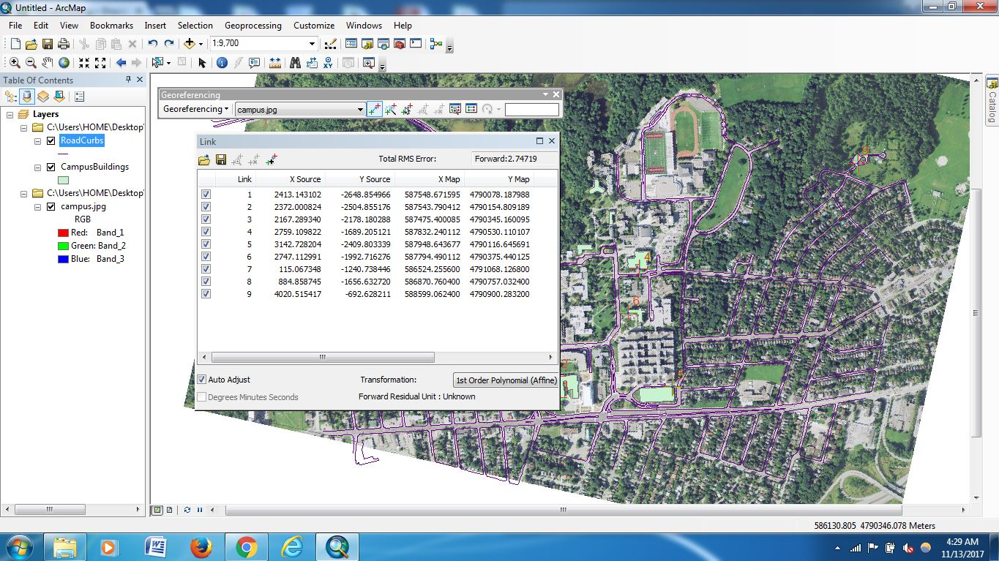 Untitled - ArcMap
File Edit View Bookmarks Insert Selection Geoprocessing Customize Windows Help
1:9,700
Table Of Contents
Layers
C:\Users\HOME\Desktop\
RoadCurbs
CampusBuildings
C:\Users\HOME\Desktop\
campus.jpg
RGB
Red: Band_1
Green: Band_2
Blue: Band_3
Georeferencing
Georeferencing campus.jpg
Link
Total RMS Error: Forward:2.74719
Link X Source Y Source X Map Y Map
1 2413.143102 -2648.854966 587548.671595 4790078.187988
2 2372.000824 -2504.855176 587543.790412 4790154.809189
3 2167.289340 -2178.180288 587475.400085 4790345.160095
4 2759.109822 -1689.205121 587832.240112 4790530.110107
5 3142.728204 -2409.803339 587948.643677 4790116.645691
6 2747.112991 -1992.716276 587794.490112 4790375.440125
7 115.067348 -1240.738446 586524.255600 4791068.126800
8 884.858745 -1656.632720 586870.760400 4790757.032400
9 4020.515417 -692.628211 588599.062400 4790900.283200
Auto Adjust Transformation: 1st Order Polynomial (Affine)
Degrees Minutes Seconds Forward Residual Unit : Unknown
9
4
6
2
5
Catalog
586130.805 4790346.078 Meters
4:29 AM
11/13/2017